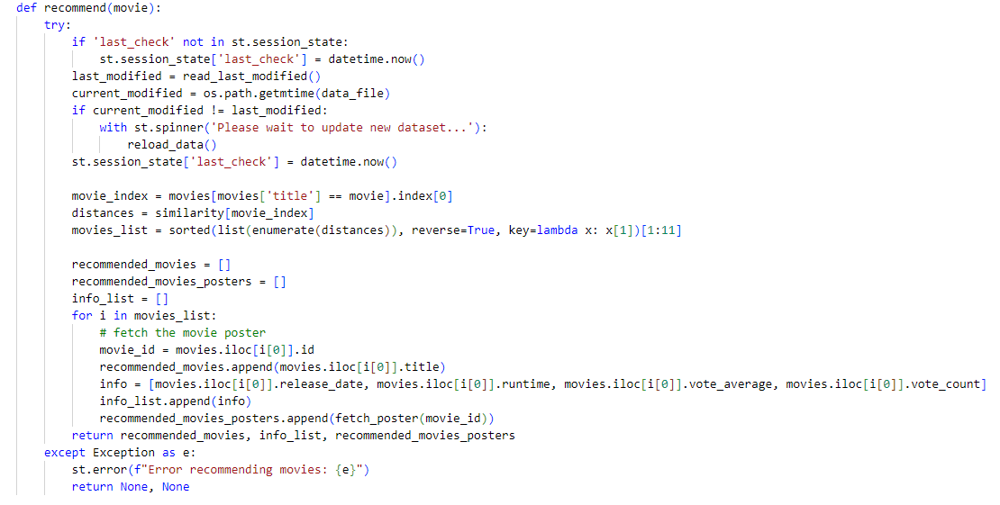 def recommend(movie):
    try:
        if 'last_check' not in st.session_state:
            st.session_state['last_check'] = datetime.now()
        last_modified = read_last_modified()
        current_modified = os.path.getmtime(data_file)
        if current_modified != last_modified:
            with st.spinner('Please wait to update new dataset...'):
                reload_data()
        st.session_state['last_check'] = datetime.now()

        movie_index = movies[movies['title'] == movie].index[0]
        distances = similarity[movie_index]
        movies_list = sorted(list(enumerate(distances)), reverse=True, key=lambda x: x[1])[1:11]

        recommended_movies = []
        recommended_movies_posters = []
        info_list = []
        for i in movies_list:
            # fetch the movie poster
            movie_id = movies.iloc[i[0]].id
            recommended_movies.append(movies.iloc[i[0]].title)
            info = [movies.iloc[i[0]].release_date, movies.iloc[i[0]].runtime, movies.iloc[i[0]].vote_average, movies.iloc[i[0]].vote_count]
            info_list.append(info)
            recommended_movies_posters.append(fetch_poster(movie_id))
        return recommended_movies, info_list, recommended_movies_posters
    except Exception as e:
        st.error(f"Error recommending movies: {e}")
        return None, None